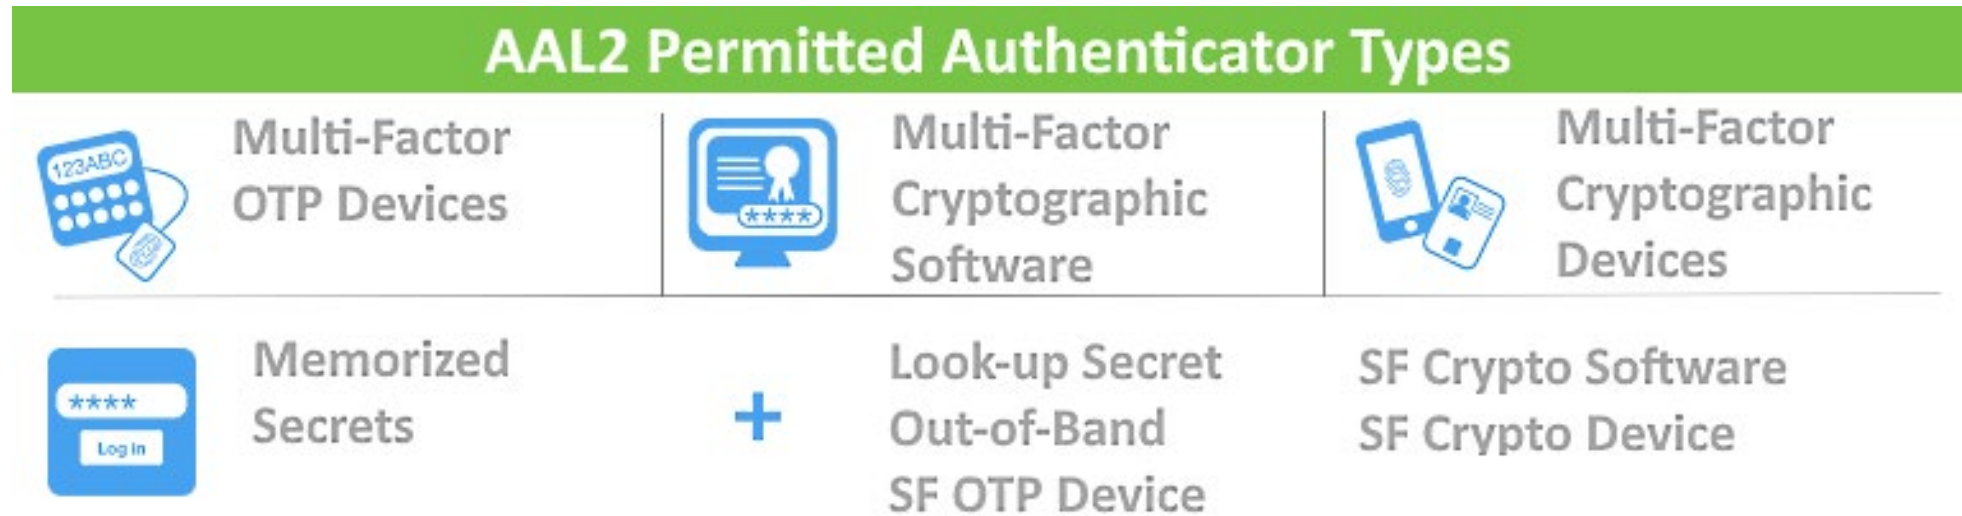 AAL2 Permitted Authenticator Types
123ABC
Multi-Factor
OTP Devices
****
Multi-Factor
Cryptographic
Software
Multi-Factor
Cryptographic
Devices
****
Log in
Memorized
Secrets
+
Look-up Secret
Out-of-Band
SF OTP Device
SF Crypto Software
SF Crypto Device